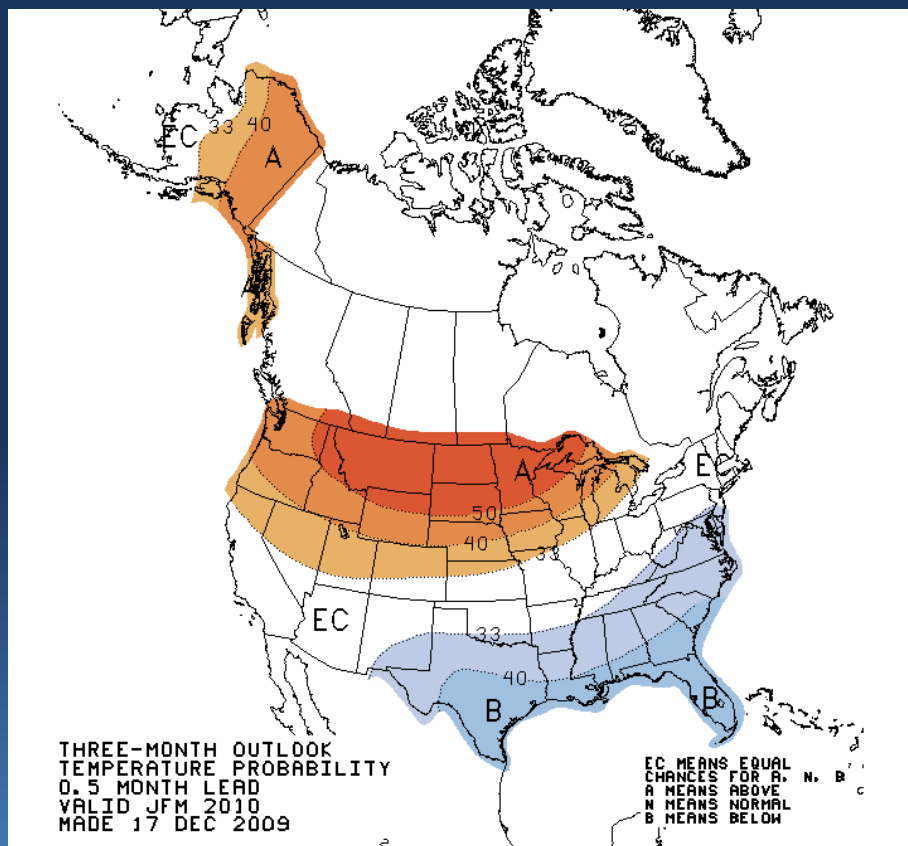 EC
33
40
A
A
A
EC
50
40
33
EC
33
40
B
B
THREE-MONTH OUTLOOK
TEMPERATURE PROBABILITY
0.5 MONTH LEAD
VALID JFM 2010
MADE 17 DEC 2009
EC MEANS EQUAL
CHANCES FOR A, N, B
A MEANS ABOVE
N MEANS NORMAL
B MEANS BELOW